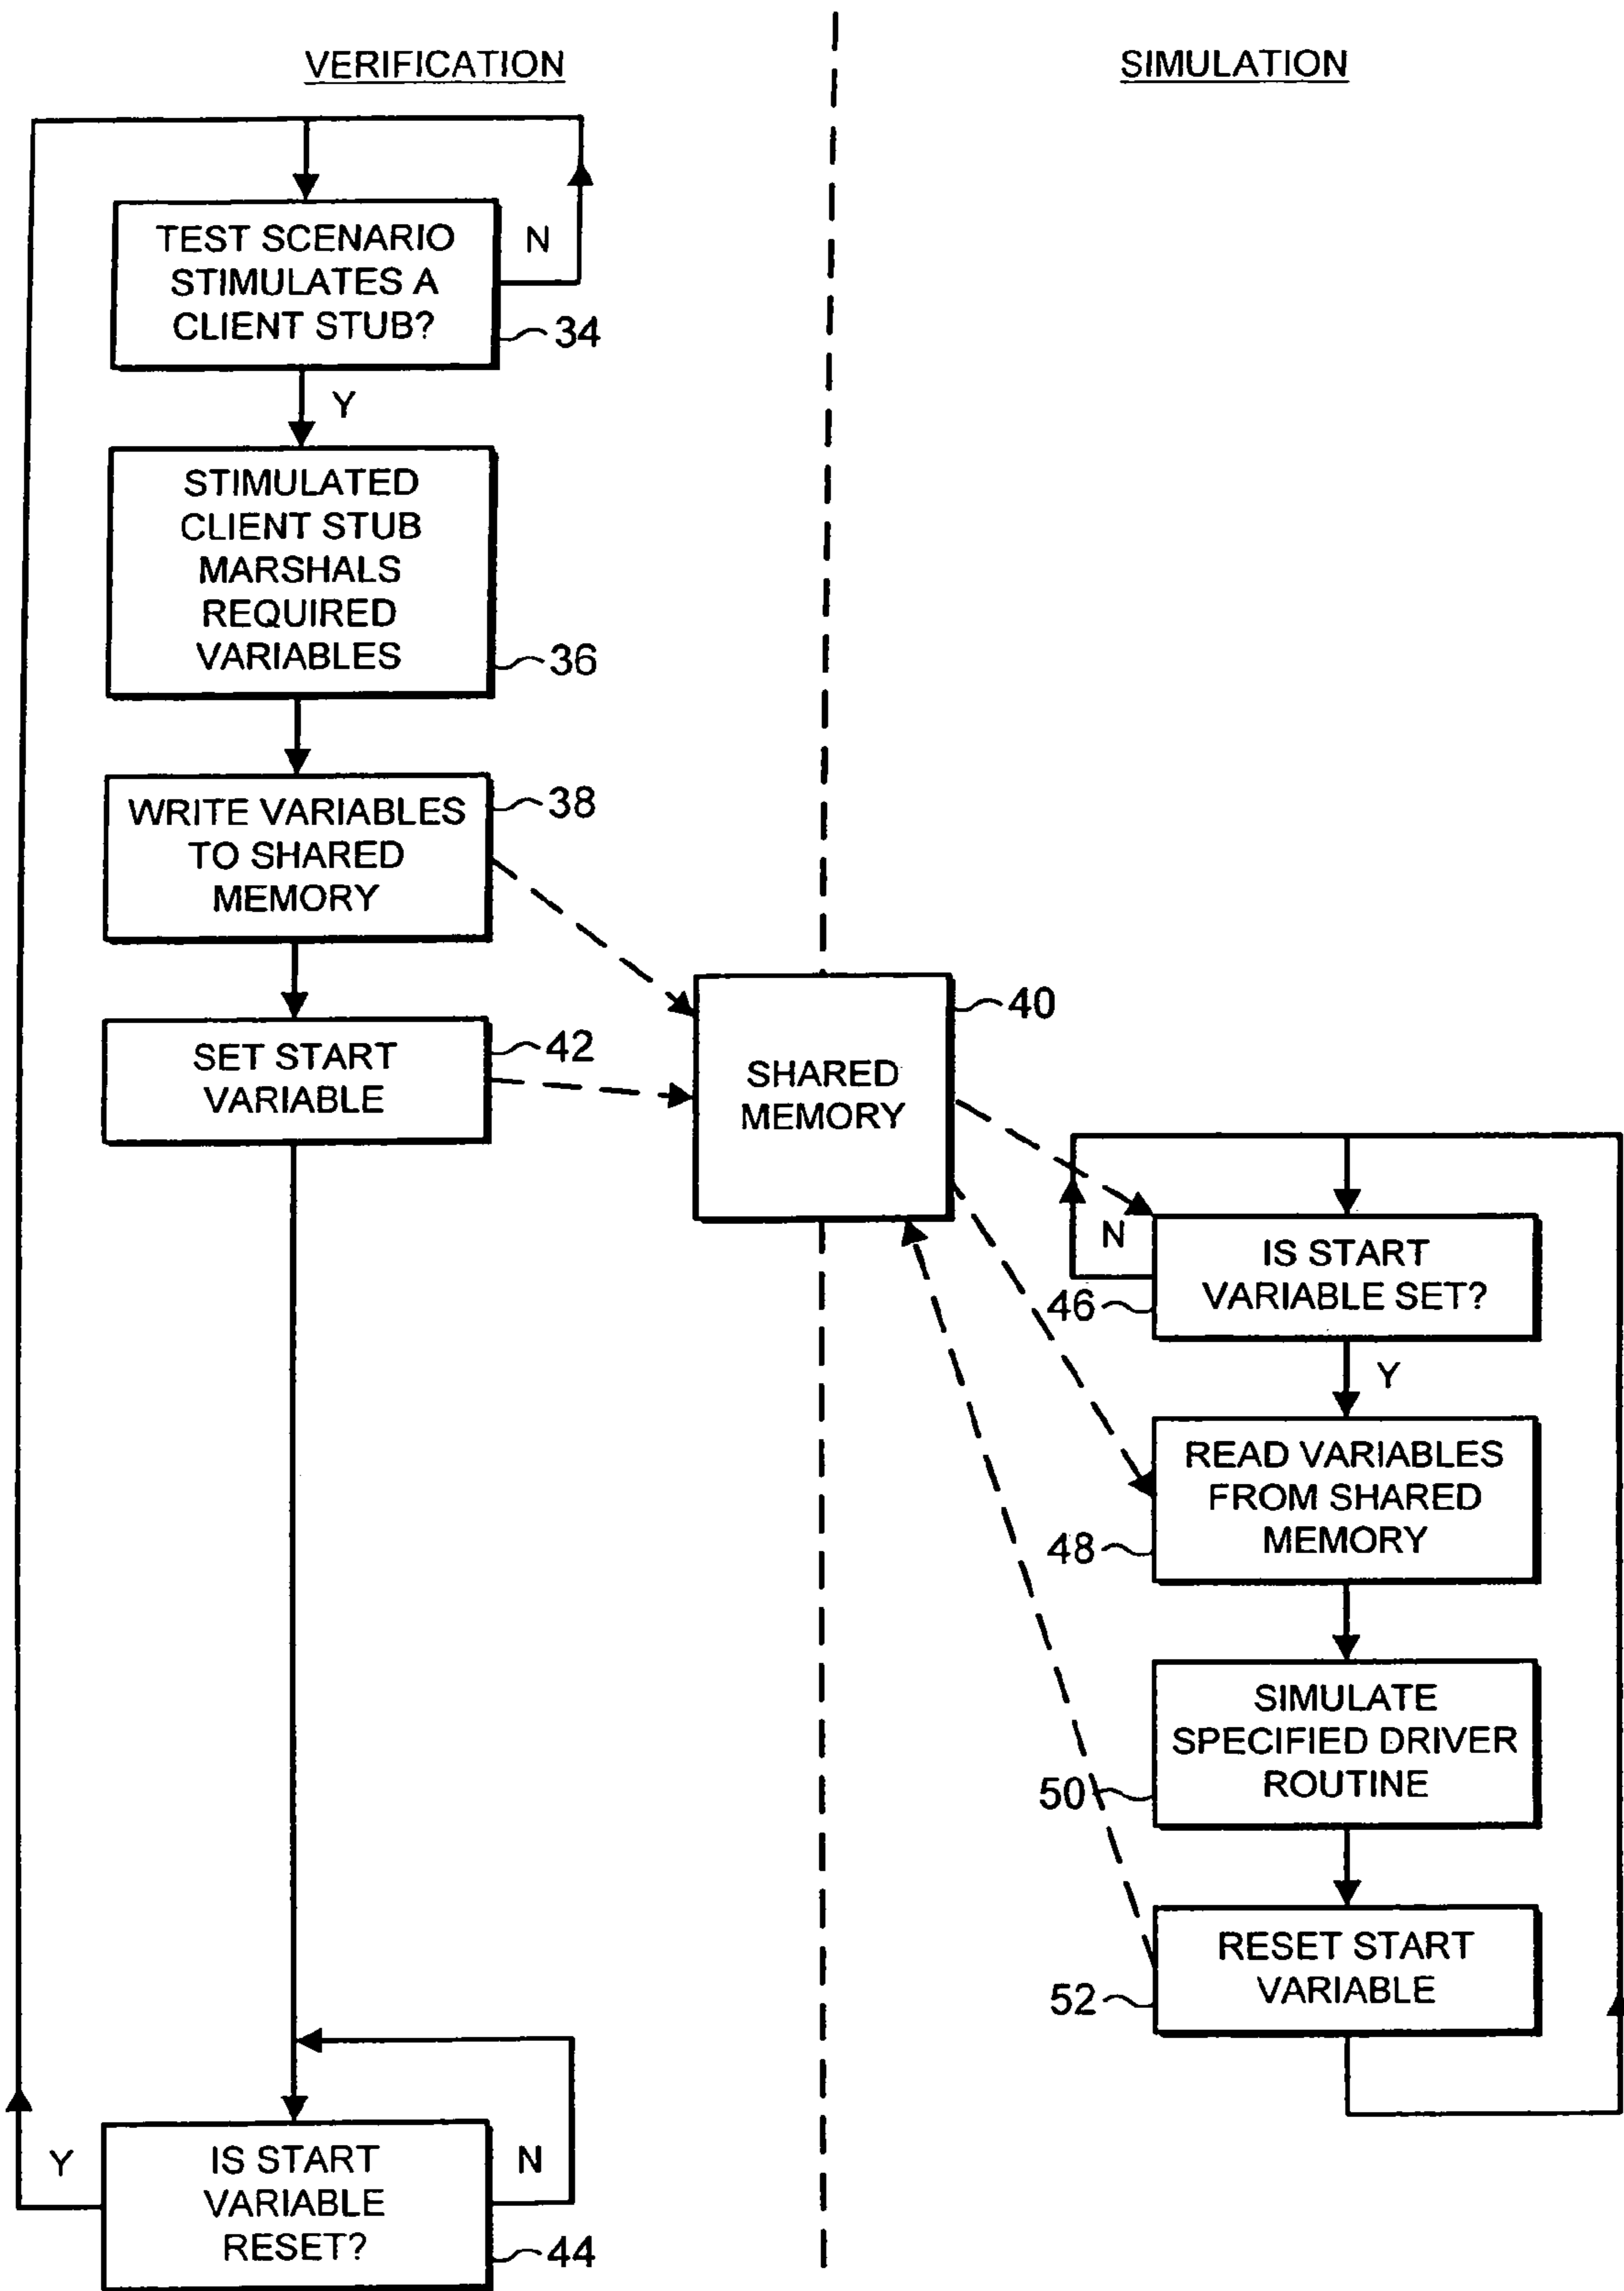 VERIFICATION
SIMULATION
TEST SCENARIO
STIMULATES A
CLIENT STUB?
N
34
Y
STIMULATED
CLIENT STUB
MARSHALS
REQUIRED
VARIABLES
36
WRITE VARIABLES
TO SHARED
MEMORY
38
SET START
VARIABLE
42
SHARED
MEMORY
40
IS START
VARIABLE SET?
N
46
Y
READ VARIABLES
FROM SHARED
MEMORY
48
SIMULATE
SPECIFIED DRIVER
ROUTINE
50
RESET START
VARIABLE
52
IS START
VARIABLE
RESET?
Y
N
44